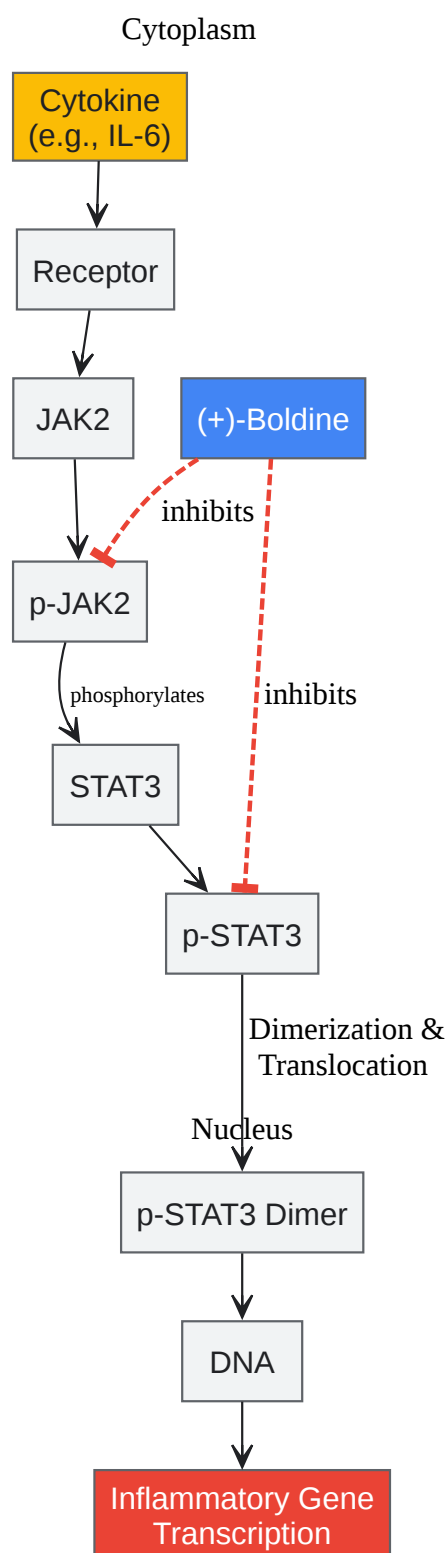 Cytoplasm
Cytokine
(e.g., IL-6)
Receptor
JAK2
(+)-Boldine
inhibits
p-JAK2
phosphorylates
inhibits
STAT3
p-STAT3
Dimerization &
Translocation
Nucleus
p-STAT3 Dimer
DNA
Inflammatory Gene
Transcription